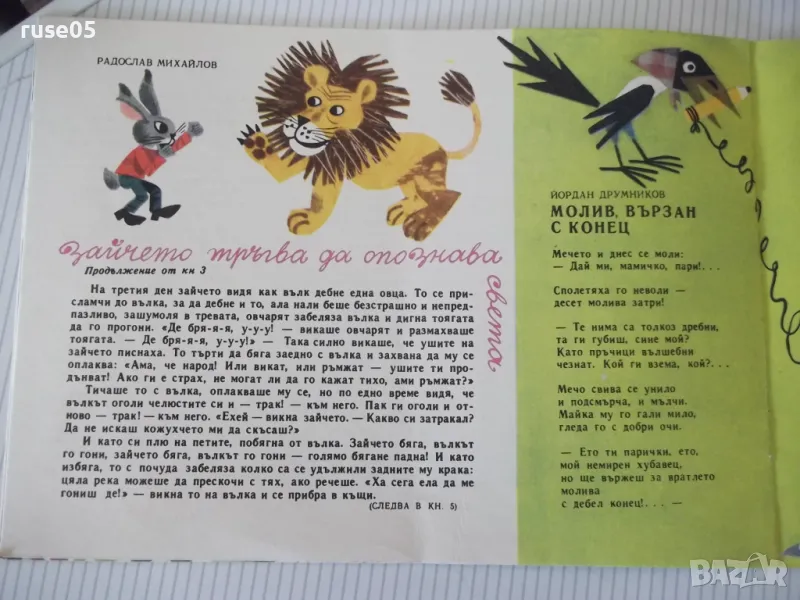 ruse05
РАДОСЛАВ МИХАЙЛОВ
Зайчето тръгва да опознава света
Продължение от кн 3
На третия ден зайчето видя как вълк дебне една овца. То се при-
сламчи до вълка, за да дебне и то, ала нали беше безстрашно и непред-
пазливо, зашумоля в тревата, овчарят забеляза вълка и дигна тоягата
да го прогони. «Де бря-я-я, у-у-у! — викаше овчарят и размахваше
тоягата. — Де бря-я-я, у-у-у!» — Така силно викаше, че ушите на
зайчето писнаха. То търти да бяга заедно с вълка и захвана да му се
оплаква: «Ама, че народ! Или викат, или ръмжат — ушите ти про-
дънват! Ако ги е страх, не могат ли да го кажат тихо, ами ръмжат?»
Тичаше то с вълка, оплакваше му се, но по едно време видя, че
вълкът оголи челюстите си и — трак! — към него. Пак ги оголи и от-
ново — трак! — към него. «Ехей — викна зайчето. — Какво си затракал?
Да не искаш кожухчето ми да скъсаш?»
И като си плю на петите, побягна от вълка. Зайчето бяга, вълкът
го гони, зайчето бяга, вълкът го гони — голямо бягане падна! И като
избяга, то с почуда забеляза колко са се удължили задните му крака:
цяла река можеше да прескочи с тях, ако речеше. «Ха сега ела да ме
гониш де!» — викна то на вълка и се прибра в къщи.
(СЛЕДВА В КН. 5)
ЙОРДАН ДРУМНИКОВ
МОЛИВ, ВЪРЗАН
С КОНЕЦ
Мечето и днес се моли:
— Дай ми, мамичко, пари!. . .
Сполетяха го неволи —
десет молива затри!
— Те нима са толкоз дребни,
та ги губиш, сине мой?
Като пръчици вълшебни
чезнат. Кой ги взема, кой?. . .
Мечо свива се унило
и подсмърча, и мълчи.
Майка му го гали мило,
гледа го с добри очи.
— Ето ти парички, ето,
мой немирен хубавец,
но ще вържеш за вратлето
молива
с дебел конец!. . . —
BAZAR